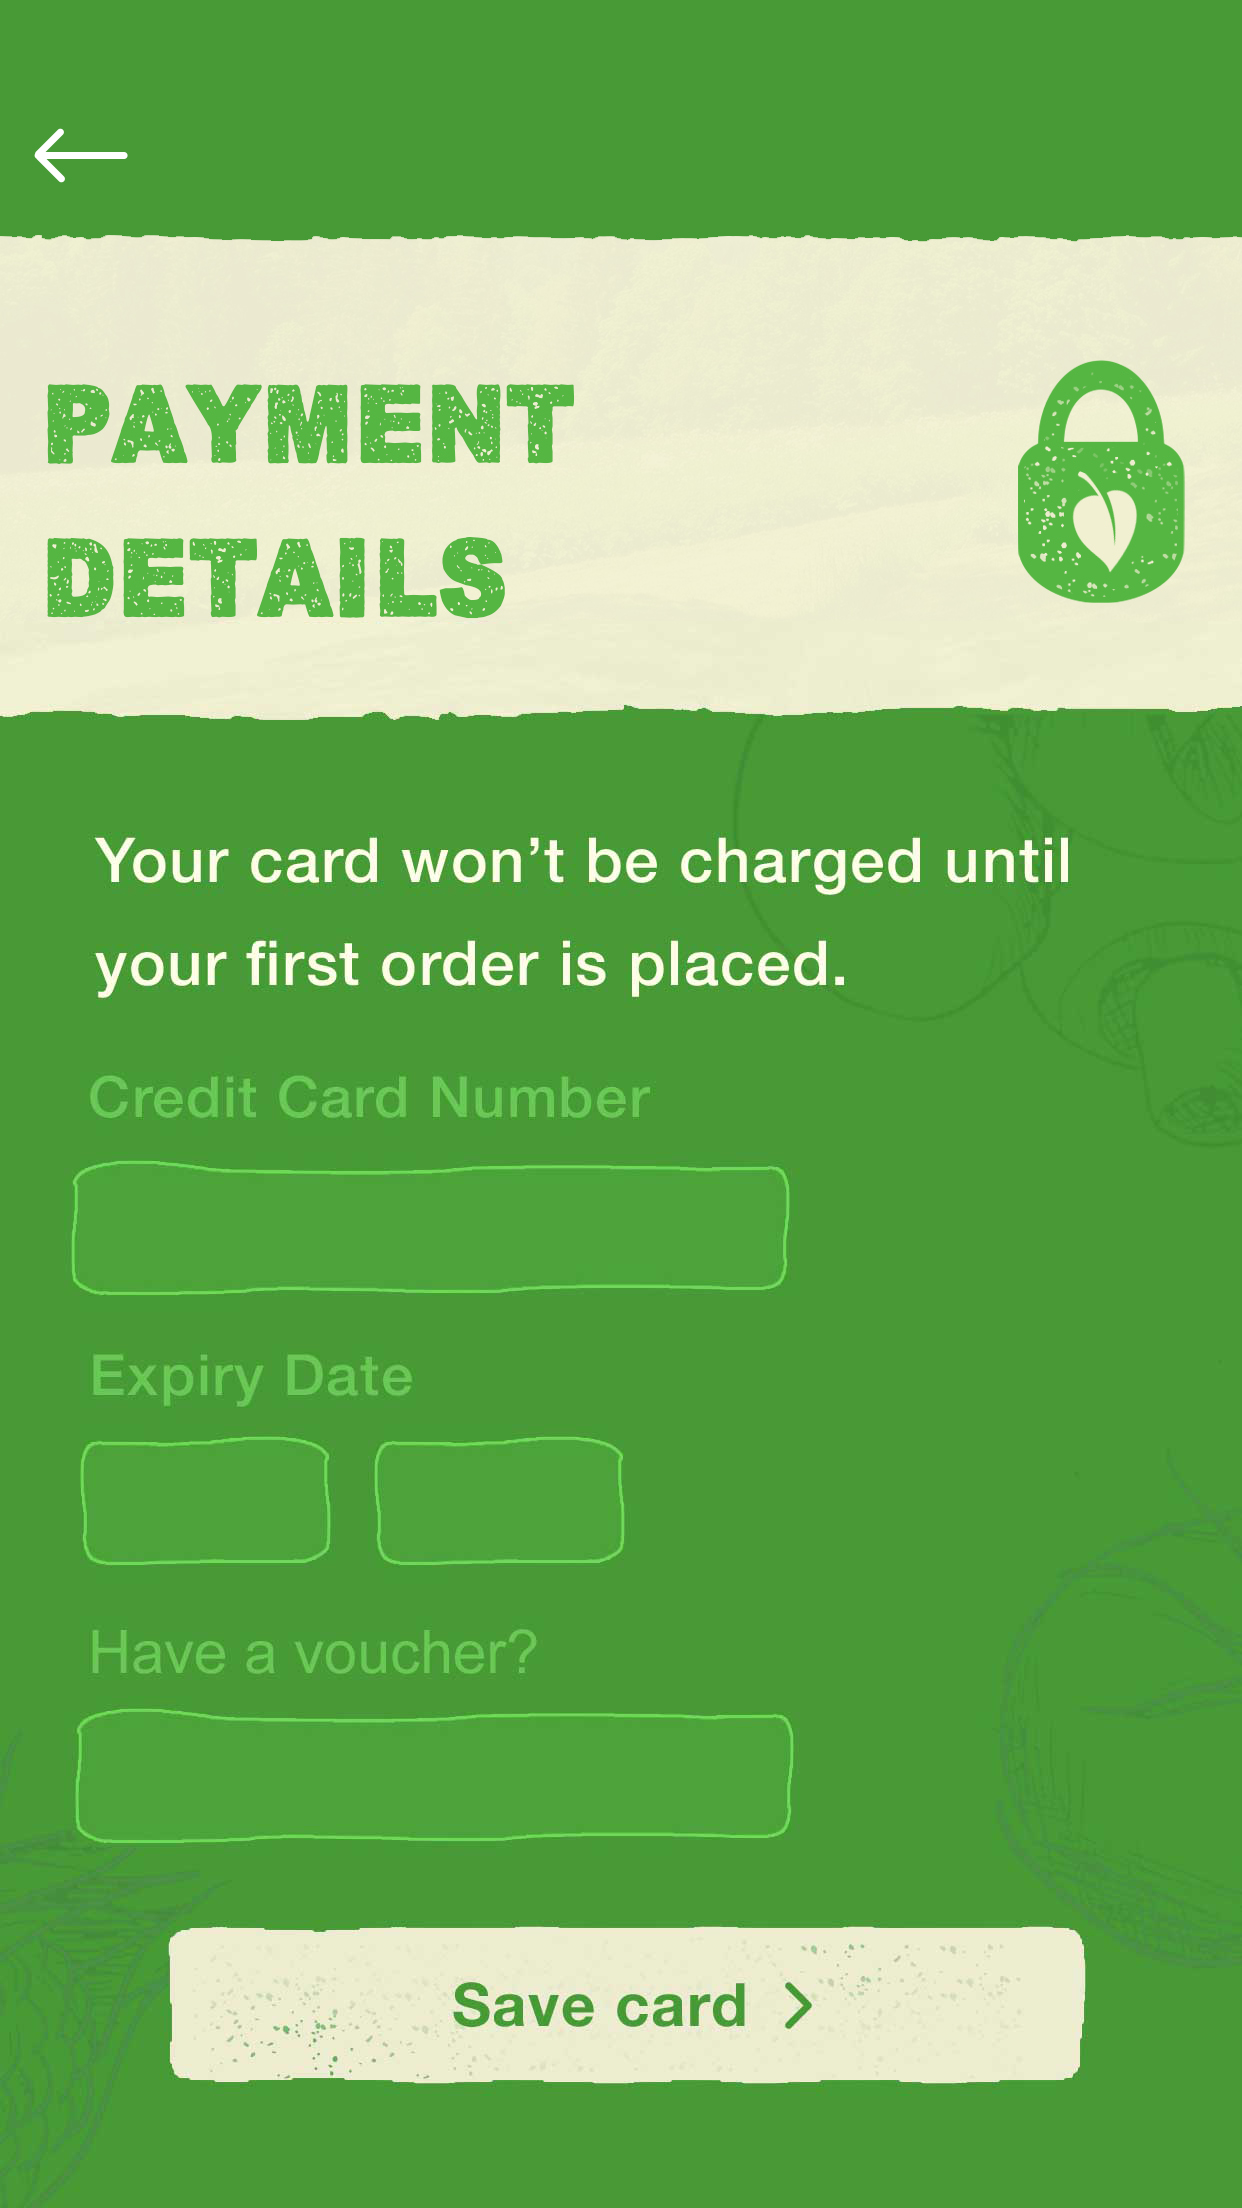 PAYMENT
DETAILS
Your card won’t be charged until
your first order is placed.
Credit Card Number
Expiry Date
Have a voucher?
Save card